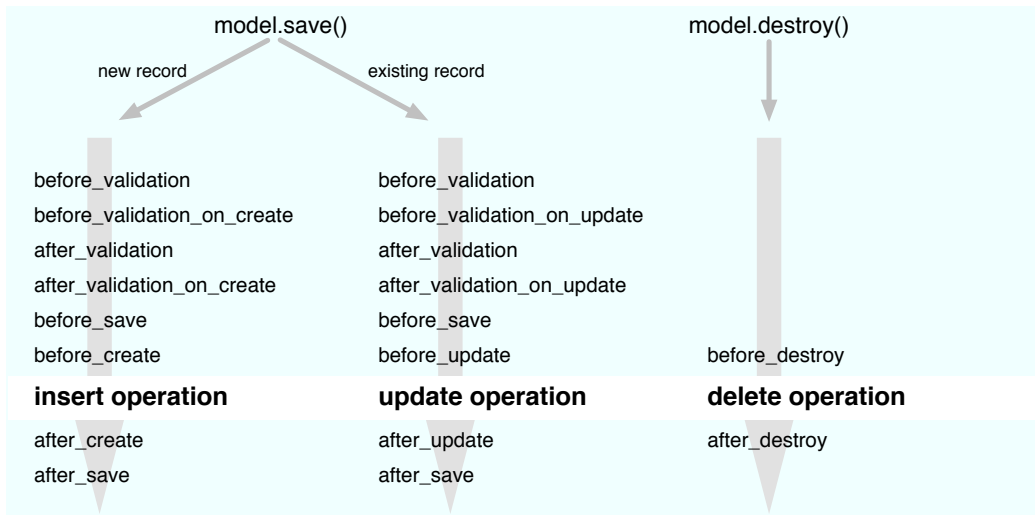 model.save()
model.destroy()
new record
existing record
before_validation
before_validation_on_create
after_validation
after_validation_on_create
before_save
before_create
insert operation
after_create
after_save
before_validation
before_validation_on_update
after_validation
after_validation_on_update
before_save
before_update
update operation
after_update
after_save
before_destroy
delete operation
after_destroy